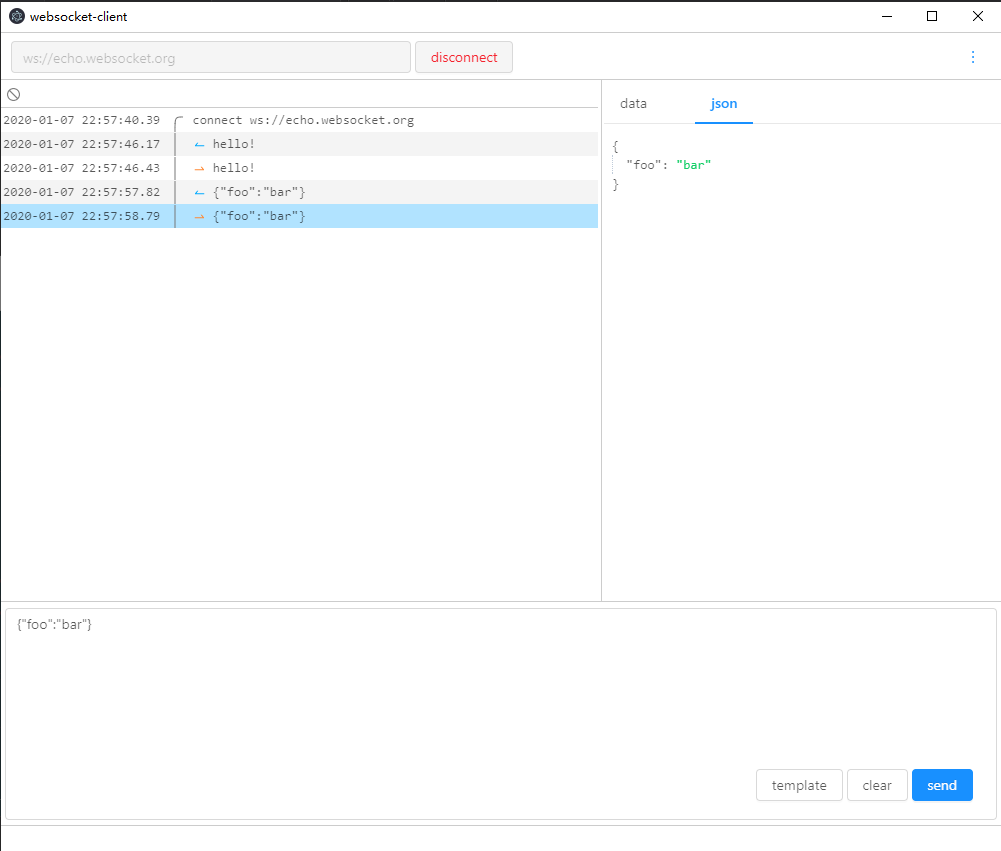 websocket-client
ws://echo.websocket.org disconnect
data json
2020-01-07 22:57:40.39 connect ws://echo.websocket.org
2020-01-07 22:57:46.17 ← hello!
2020-01-07 22:57:46.43 → hello!
2020-01-07 22:57:57.82 ← {"foo":"bar"}
2020-01-07 22:57:58.79 → {"foo":"bar"}
{
"foo": "bar"
}
{"foo":"bar"}
template clear send